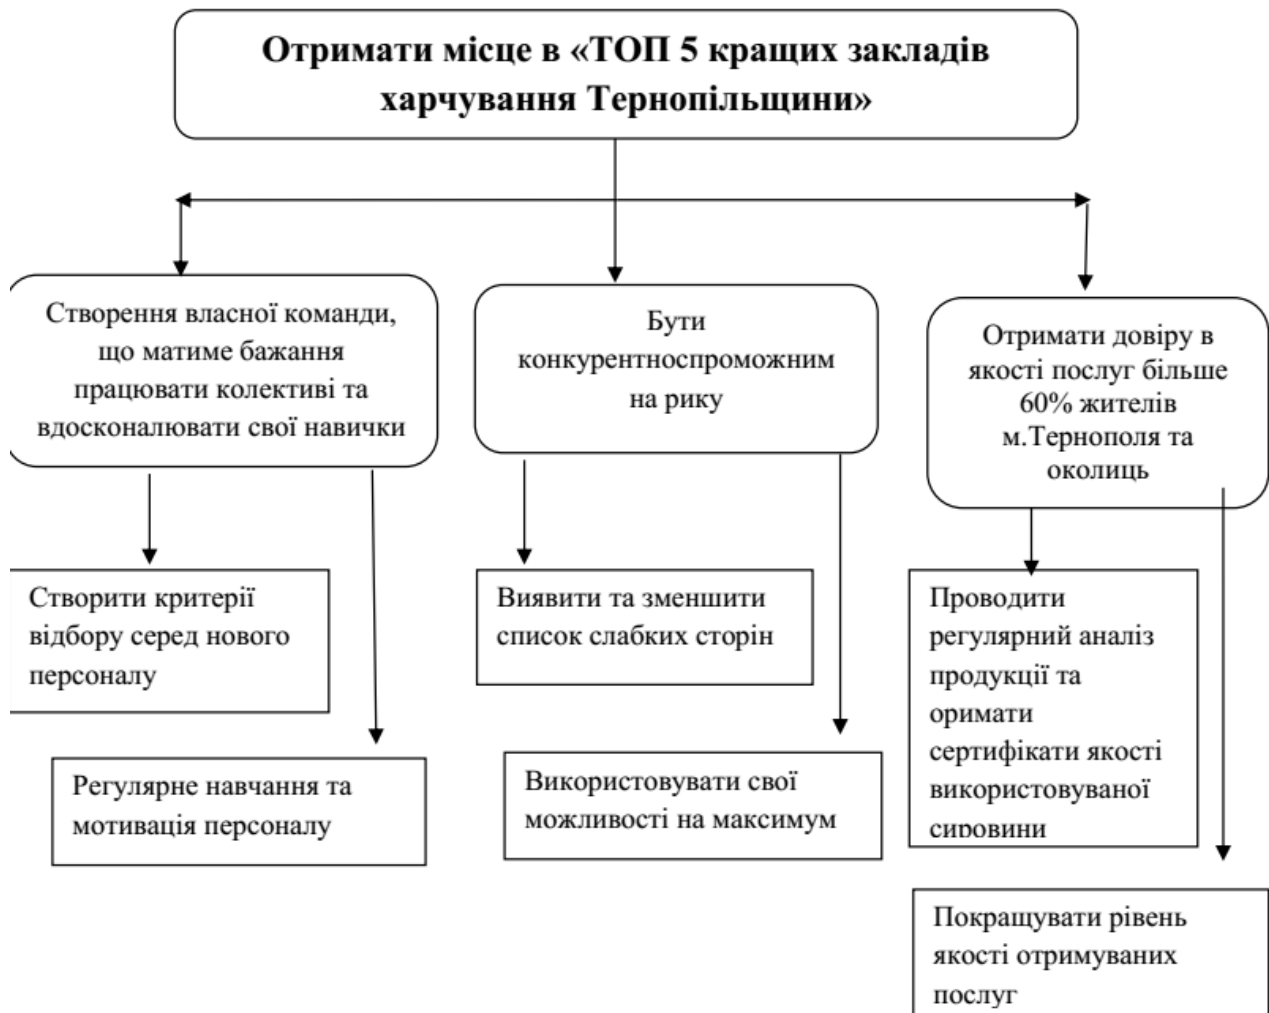 Отримати місце в «ТОП 5 кращих закладів
харчування Тернопільщини»
Створення власної команди,
що матиме бажання
працювати колективі та
вдосконалювати свої навички
Бути
конкурентноспроможним
на рику
Отримати довіру в
якості послуг більше
60% жителів
м.Тернополя та
околиць
Створити критерії
відбору серед нового
персоналу
Виявити та зменшити
список слабких сторін
Проводити
регулярний аналіз
продукції та
оримати
сертифікати якості
використовуваної
сировини
Регулярне навчання та
мотивація персоналу
Використовувати свої
можливості на максимум
Покращувати рівень
якості отримуваних
послуг